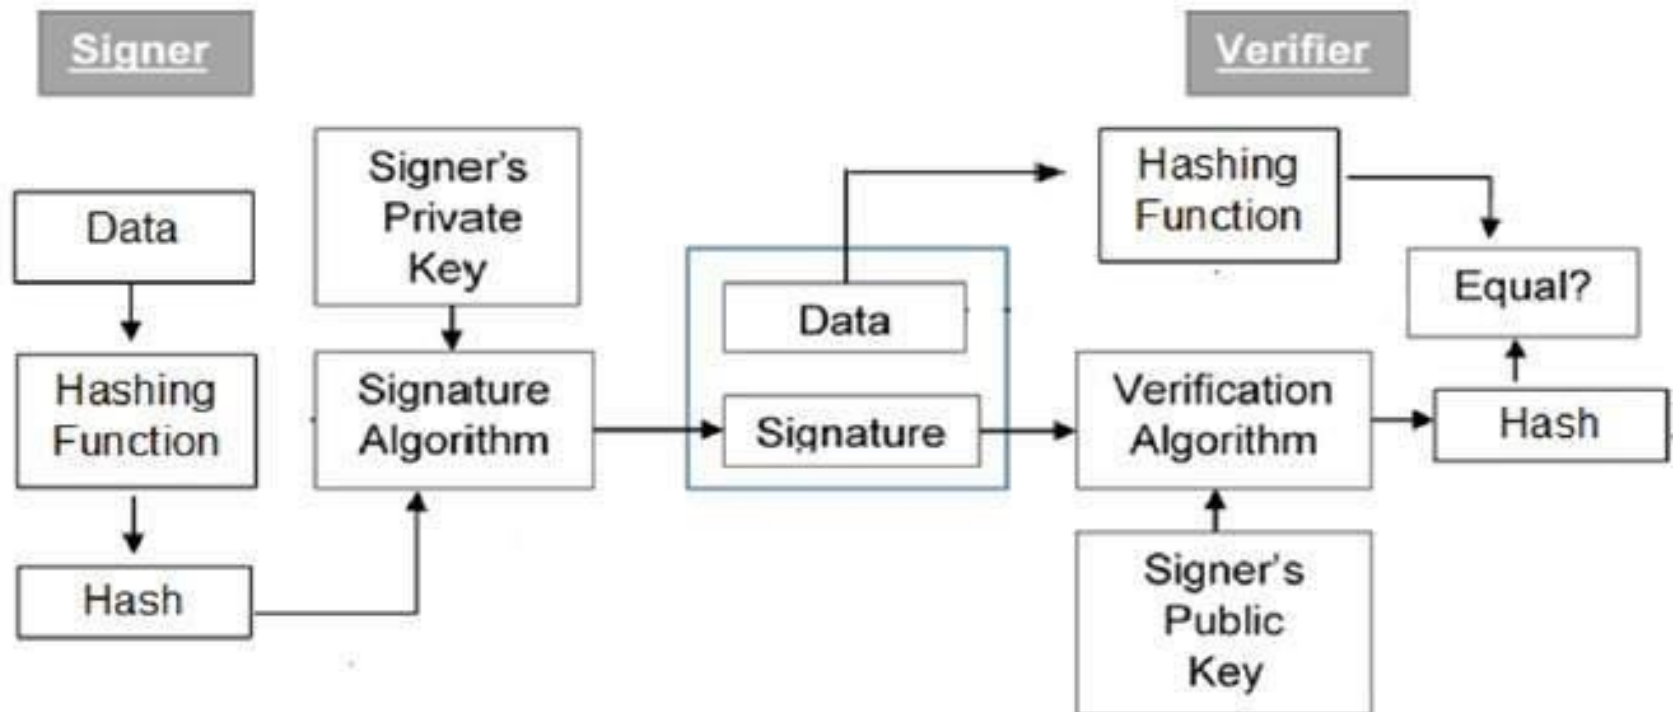 Signer
Verifier
Signer's
Private
Key
Data
Hashing
Function
Hash
Signature
Algorithm
Data
Signature
Hashing
Function
Equal?
Verification
Algorithm
Hash
Signer's
Public
Key